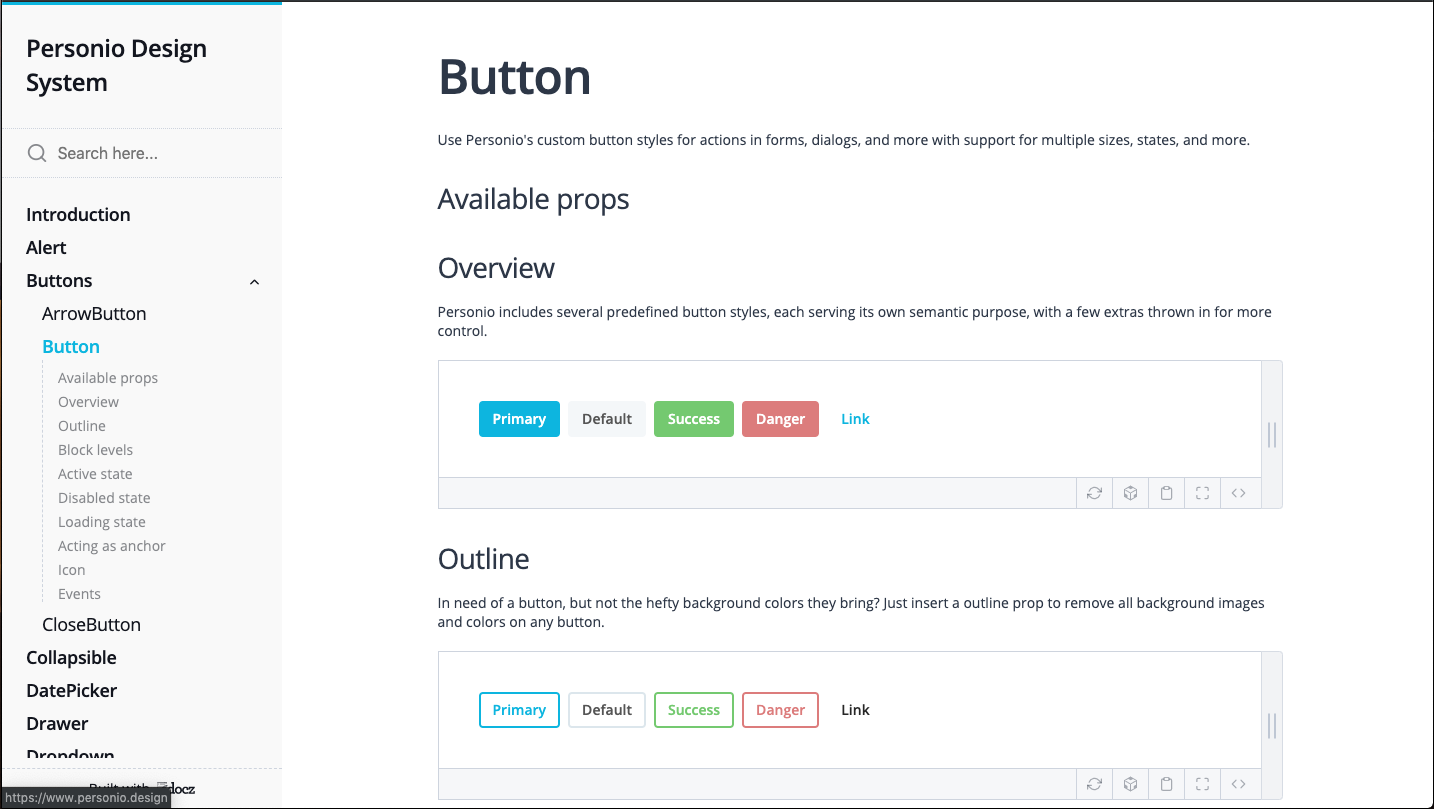 Personio Design
System
Search here...
Introduction
Alert
Buttons
ArrowButton
Button
Available props
Overview
Outline
Block levels
Active state
Disabled state
Loading state
Acting as anchor
Icon
Events
CloseButton
Collapsible
DatePicker
Drawer
Dropdown
Built with docz
https://www.personio.design
Button
Use Personio's custom button styles for actions in forms, dialogs, and more with support for multiple sizes, states, and more.
Available props
Overview
Personio includes several predefined button styles, each serving its own semantic purpose, with a few extras thrown in for more
control.
Primary Default Success Danger Link
Outline
In need of a button, but not the hefty background colors they bring? Just insert a outline prop to remove all background images
and colors on any button.
Primary Default Success Danger Link